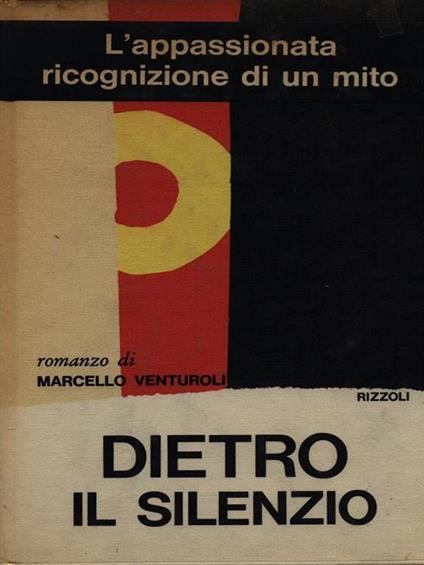 L'appassionata
ricognizione di un mito
romanzo di
MARCELLO VENTUROLI
RIZZOLI
DIETRO
IL SILENZIO